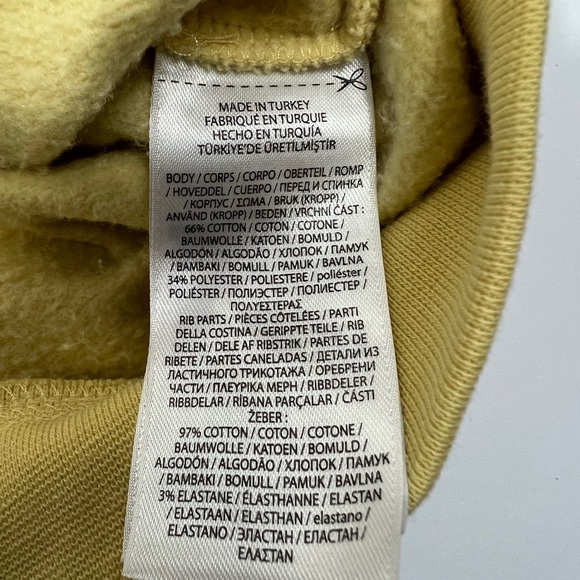 MADE IN TURKEY
FABRIQUÉ EN TURQUIE
HECHO EN TURQUÍA
TÜRKİYE'DE ÜRETİLMİŞTİR
BODY / CORPS / CORPO / OBERTEIL / ROMP
/ HOVEDDEL / CUERPO / ПЕРЕД И СПИНКА
/ KORPUS / ΣΩΜΑ / BRUK (KROPP) /
ANVÄND (KROPP) / BEDEN / VRCHNÍ ČÁST :
66% COTTON / COTON / COTONE /
BAUMWOLLE / KATOEN / BOMULD /
ALGODÓN / ALGODÃO / ХЛОПОК / ПАМУК
/ BAMBAKI / BOMULL / PAMUK / BAVLNA
34% POLYESTER / POLIESTERE / poliéster /
POLIÉSTER / ПОЛИЭСТЕР / ПОЛИЕСТЕР /
ΠΟΛΥΕΣΤΕΡΑΣ
RIB PARTS / PIÈCES CÔTELÉES / PARTI
DELLA COSTINA / GERIPPTE TEILE / RIB
DELEN / DELE AF RIBSTRIK / PARTES DE
RIBETE / PARTES CANELADAS / ДЕТАЛИ ИЗ
ЛАСТИЧНОГО ТРИКОТАЖА / ОРЕБРЕНИ
ЧАСТИ / ΠΛΕΥΡΙΚΑ ΜΕΡΗ / RIBBDELER /
RIBBDELAR / RİBANA PARÇALAR / ČÁSTI
ŽEBER :
97% COTTON / COTON / COTONE /
BAUMWOLLE / KATOEN / BOMULD /
ALGODÓN / ALGODÃO / ХЛОПОК / ПАМУК
/ BAMBAKI / BOMULL / PAMUK / BAVLNA
3% ELASTANE / ÉLASTHANNE / ELASTAN
/ ELASTAAN / ELASTHAN / elastano /
ELASTANO / ЭЛАСТАН / ЕЛАСТАН /
ΕΛΑΣΤΑΝ